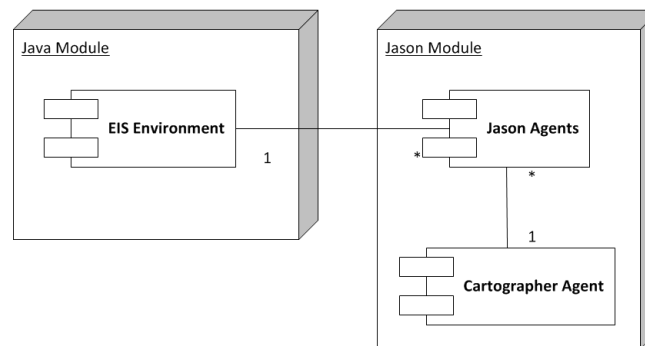 Java Module
EIS Environment
1
Jason Module
Jason Agents
*
*
1
Cartographer Agent